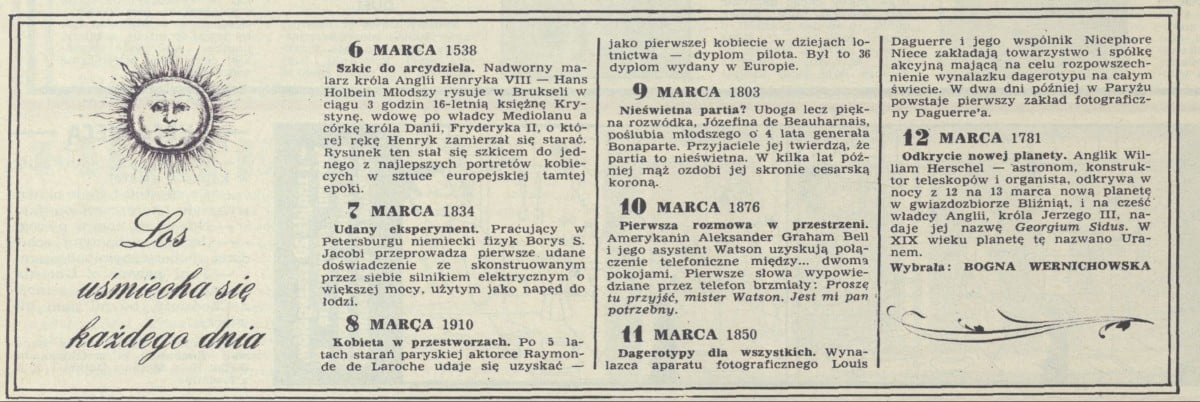 Los
uśmiecha się
każdego dnia
6 MARCA 1538
Szkic do arcydzieła. Nadworny ma-
larz króla Anglii Henryka VIII — Hans
Holbein Młodszy rysuje w Brukseli w
ciągu 3 godzin 16-letnią księżnę Kry-
stynę, wdowę po władcy Mediolanu a
córkę króla Danii, Fryderyka II, o któ-
rej rękę Henryk zamierzał się starać.
Rysunek ten stał się szkicem do jed-
nego z najlepszych portretów kobie-
cych w sztuce europejskiej tamtej
epoki.
7 MARCA 1834
Udany eksperyment. Pracujący w
Petersburgu niemiecki fizyk Borys S.
Jacobi przeprowadza pierwsze udane
doświadczenie ze skonstruowanym
przez siebie silnikiem elektrycznym o
większej mocy, użytym jako napęd do
łodzi.
8 MARCA 1910
Kobieta w przestworzach. Po 5 la-
tach starań paryskiej aktorce Raymon-
de de Laroche udaje się uzyskać —
jako pierwszej kobiecie w dziejach lo-
tnictwa — dyplom pilota. Był to 36
dyplom wydany w Europie.
9 MARCA 1803
Nieświetna partia? Uboga lecz pięk-
na rozwódka, Józefina de Beauharnais,
poślubia młodszego o 4 lata generała
Bonaparte. Przyjaciele jej twierdzą, że
partia to nieświetna. W kilka lat póź-
niej mąż ozdobi jej skronie cesarską
koroną.
10 MARCA 1876
Pierwsza rozmowa w przestrzeni.
Amerykanin Aleksander Graham Bell
i jego asystent Watson uzyskują połą-
czenie telefoniczne między... dwoma
pokojami. Pierwsze słowa wypowie-
dziane przez telefon brzmiały: Proszę
tu przyjść, mister Watson. Jest mi pan
potrzebny.
11 MARCA 1850
Dagerotypy dla wszystkich. Wyna-
lazca aparatu fotograficznego Louis
Daguerre i jego wspólnik Nicephore
Niece zakładają towarzystwo i spółkę
akcyjną mającą na celu rozpowszech-
nienie wynalazku dagerotypu na całym
świecie. W dwa dni później w Paryżu
powstaje pierwszy zakład fotograficz-
ny Daguerre'a.
12 MARCA 1781
Odkrycie nowej planety. Anglik Wil-
liam Herschel — astronom, konstruk-
tor teleskopów i organista, odkrywa w
nocy z 12 na 13 marca nową planetę
w gwiazdozbiorze Bliźniąt, i na cześć
władcy Anglii, króla Jerzego III, na-
daje jej nazwę Georgium Sidus. W
XIX wieku planetę tę nazwano Ura-
nem.
Wybrała: BOGNA WERNICHOWSKA